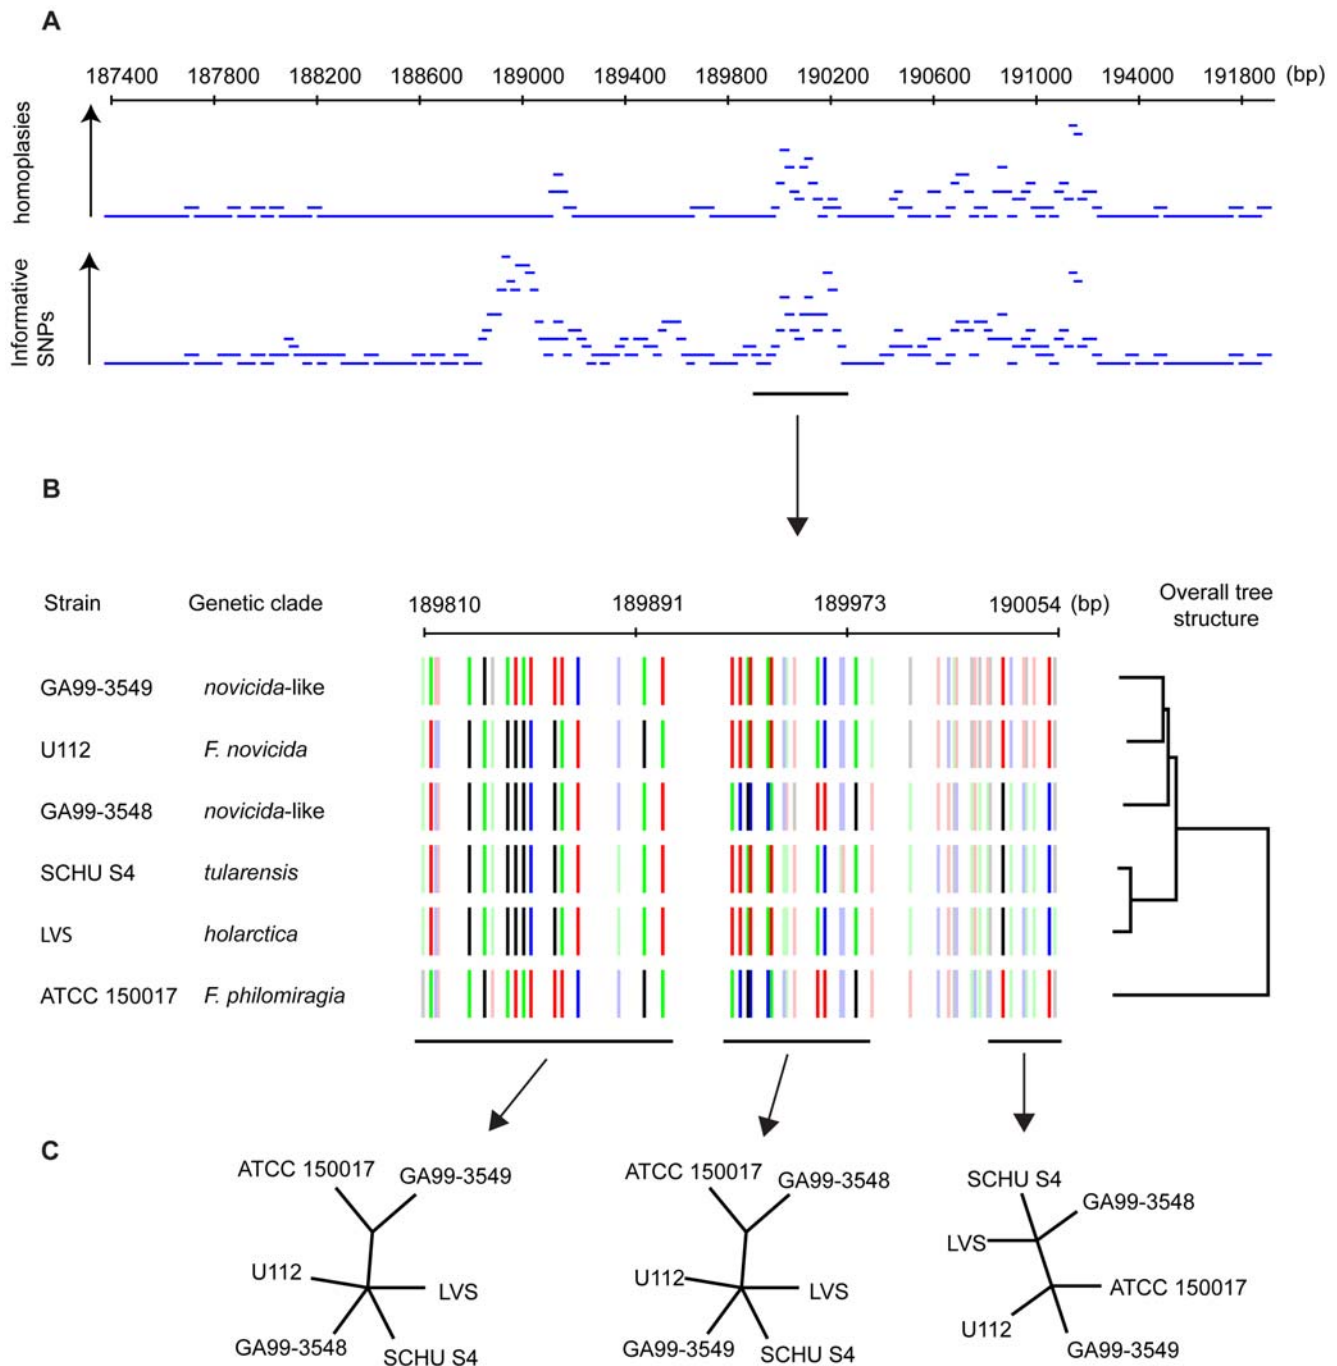 A
187400 187800 188200 188600 189000 189400 189800 190200 190600 191000 194000 191800 (bp)
homoplasies
Informative
SNPs
B
Strain Genetic clade 189810 189891 189973 190054 (bp) Overall tree
structure
GA99-3549 novicida-like
U112 F. novicida
GA99-3548 novicida-like
SCHU S4 tularensis
LVS holarctica
ATCC 150017 F. philomiragia
C
ATCC 150017 GA99-3549
U112 LVS
GA99-3548 SCHU S4
ATCC 150017 GA99-3548
U112 LVS
GA99-3549 SCHU S4
SCHU S4
GA99-3548
LVS
ATCC 150017
U112
GA99-3549